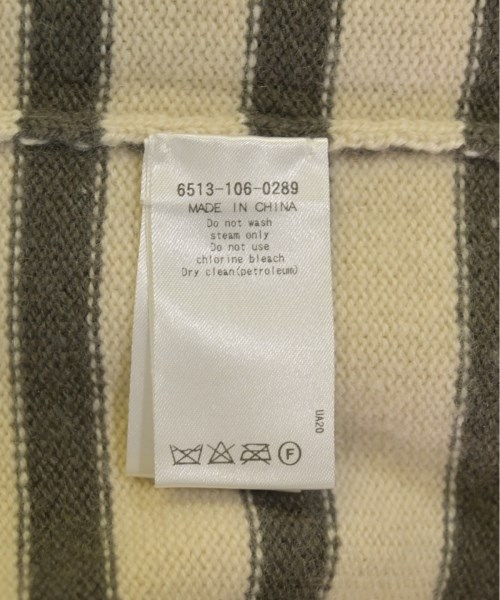 6513-106-0289
MADE IN CHINA
Do not wash
steam only
Do not use
chlorine bleach
Dry clean(petroleum)
UA20
F